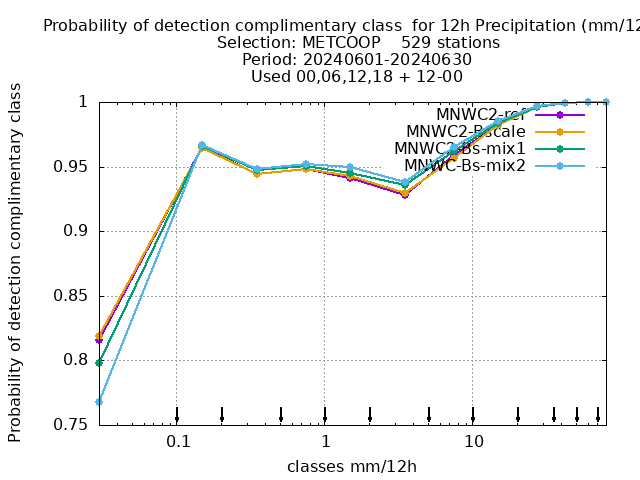 Probability of detection complimentary class  for 12h Precipitation (mm/12
Selection: METCOOP    529 stations
Period: 20240601-20240630
Used 00,06,12,18 + 12-00
Probability of detection complimentary class
1
0.95
0.9
0.85
0.8
0.75
MNWC2-ref
MNWC2-Bscale
MNWC2-Bs-mix1
MNWC-Bs-mix2
0.1
1
10
classes mm/12h